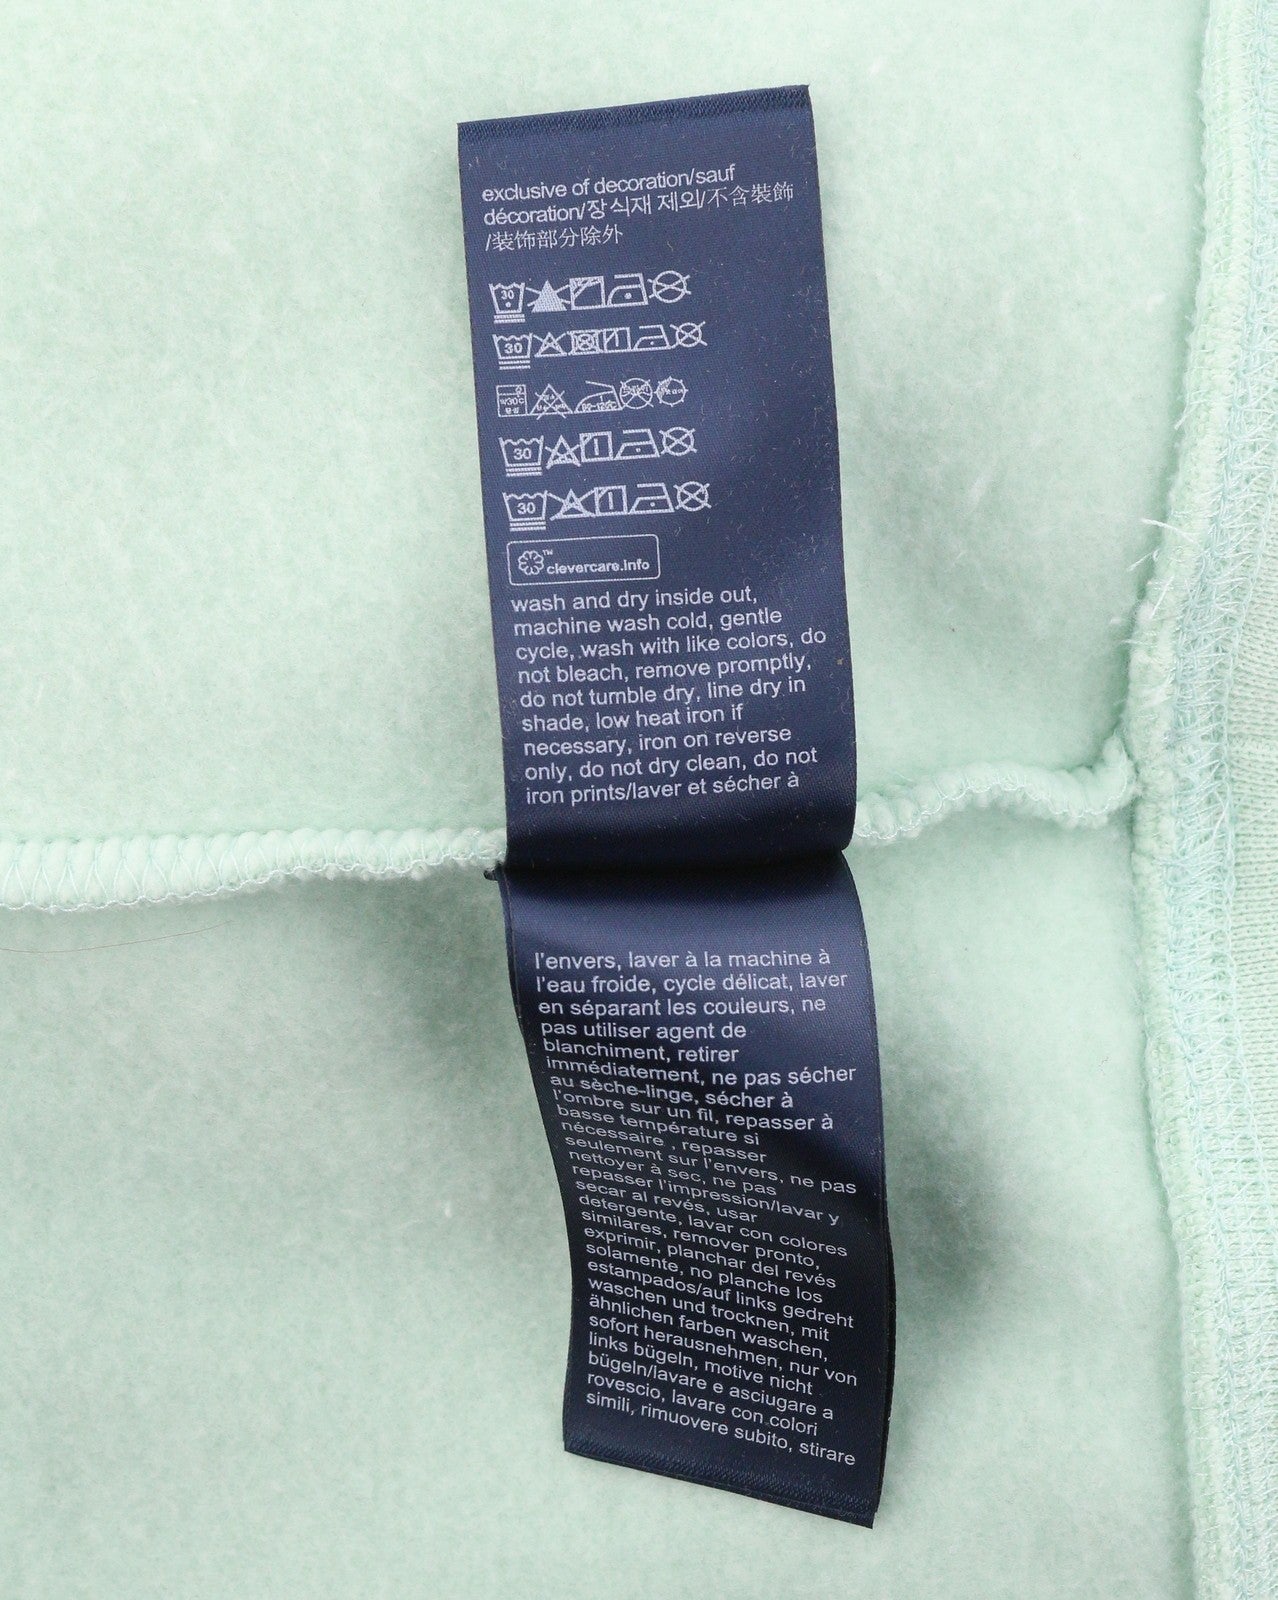 exclusive of decoration/sauf
décoration/장식재 제외/不含裝飾
/装饰部分除外
30
30
30
30
clevercare.info
wash and dry inside out,
machine wash cold, gentle
cycle, wash with like colors, do
not bleach, remove promptly,
do not tumble dry, line dry in
shade, low heat iron if
necessary, iron on reverse
only, do not dry clean, do not
iron prints/laver et sécher à
l'envers, laver à la machine à
l'eau froide, cycle délicat, laver
en séparant les couleurs, ne
pas utiliser agent de
blanchiment, retirer
immédiatement, ne pas sécher
au sèche-linge, sécher à
l'ombre sur un fil, repasser à
basse température si
nécessaire , repasser
seulement sur l'envers, ne pas
nettoyer à sec, ne pas
repasser l'impression/lavar y
secar al revés, usar
detergente, lavar con colores
similares, remover pronto,
exprimir, planchar del revés
solamente, no planche los
estampados/auf links gedreht
waschen und trocknen, mit
ähnlichen farben waschen,
sofort herausnehmen, nur von
links bügeln, motive nicht
bügeln/lavare e asciugare a
rovescio, lavare con colori
simili, rimuovere subito, stirare